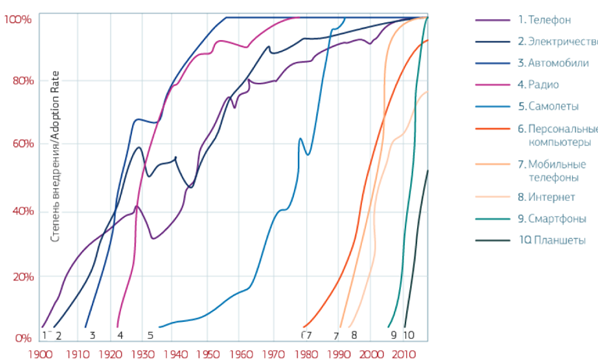 100%
80%
60%
40%
20%
0%
Степень внедрения/Adoption Rate
1 2 3 4 5 6 7 7 8 9 10
1900 1910 1920 1930 1940 1950 1960 1970 1980 1990 2000 2010
1. Телефон
2. Электричество
3. Автомобили
4. Радио
5. Самолеты
6. Персональные
компьютеры
7. Мобильные
телефоны
8. Интернет
9. Смартфоны
10. Планшеты